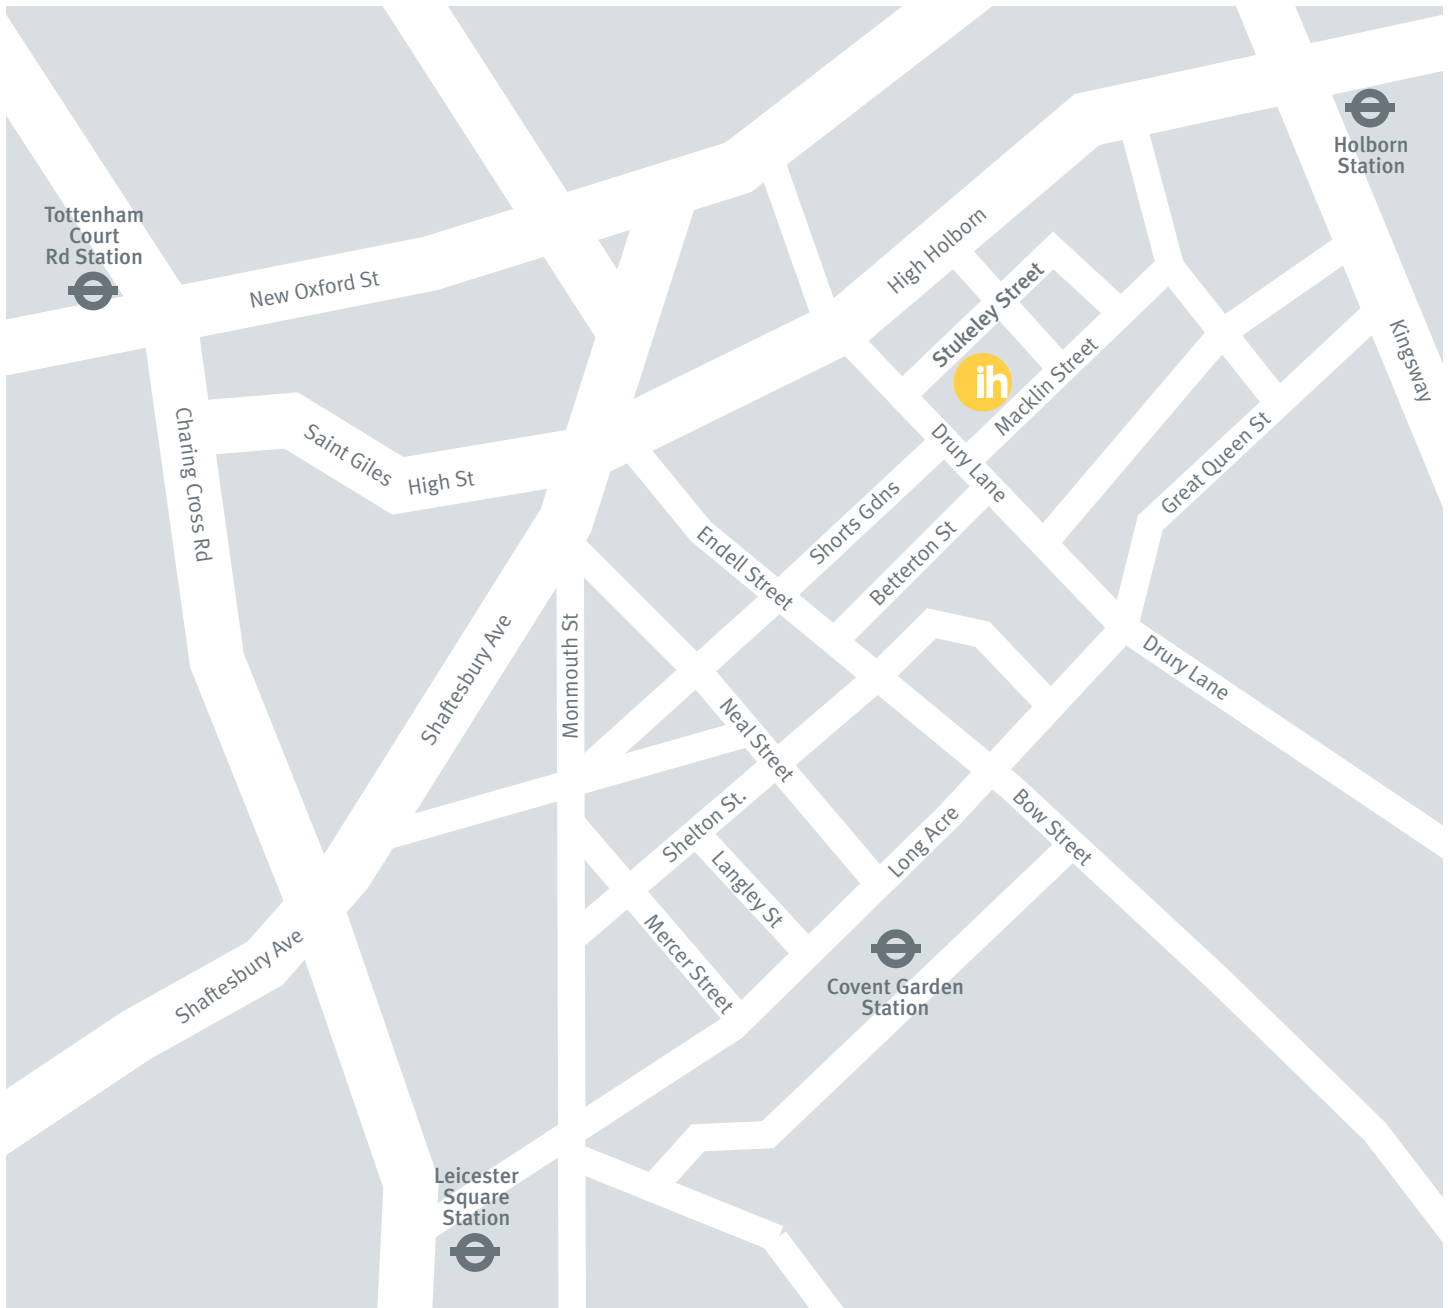 Holborn
Station
Tottenham
Court
Rd Station
High Holborn
New Oxford St
Stukeley Street
Kingsway
ih
Macklin Street
Charing Cross Rd
Saint Giles
High St
Drury Lane
Great Queen St
Shorts Gdns
Betterton St
Endell Street
Monmouth St
Shaftesbury Ave
Drury Lane
Neal Street
Shelton St.
Long Acre
Bow Street
Langley St
Mercer Street
Shaftesbury Ave
Covent Garden
Station
Leicester
Square
Station